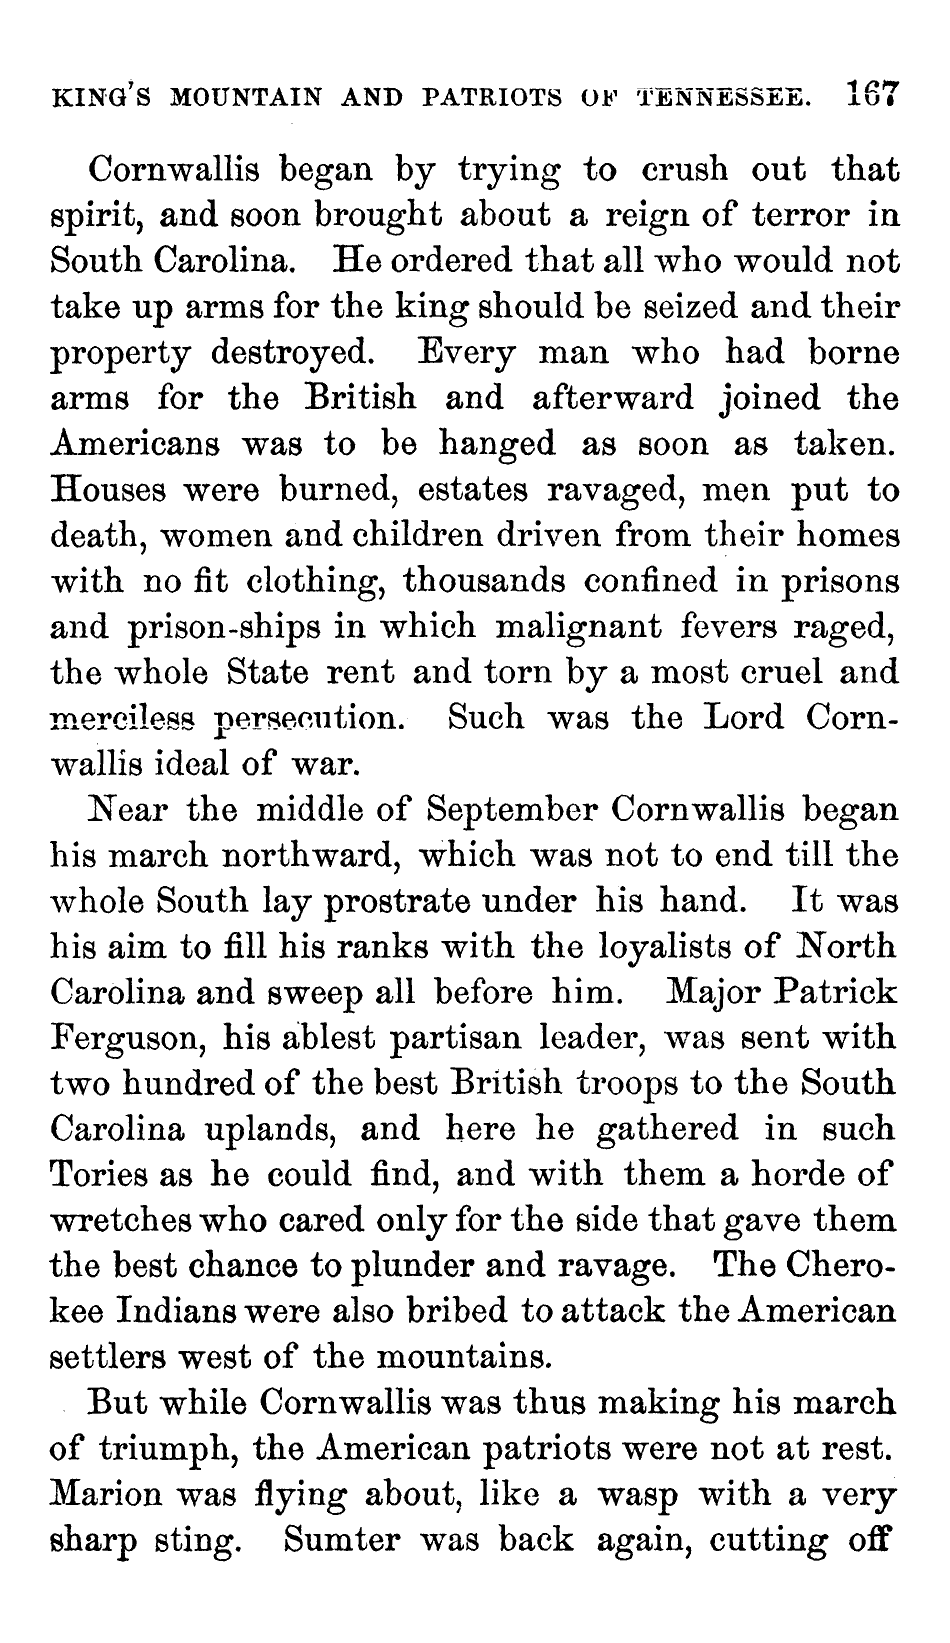 KING'S MOUNTAIN AND PATRIOTS OF TENNESSEE. 167
Cornwallis began by trying to crush out that
spirit, and soon brought about a reign of terror in
South Carolina. He ordered that all who would not
take up arms for the king should be seized and their
property destroyed. Every man who had borne
arms for the British and afterward joined the
Americans was to be hanged as soon as taken.
Houses were burned, estates ravaged, men put to
death, women and children driven from their homes
with no fit clothing, thousands confined in prisons
and prison-ships in which malignant fevers raged,
the whole State rent and torn by a most cruel and
merciless persecution. Such was the Lord Corn-
wallis ideal of war.
Near the middle of September Cornwallis began
his march northward, which was not to end till the
whole South lay prostrate under his hand. It was
his aim to fill his ranks with the loyalists of North
Carolina and sweep all before him. Major Patrick
Ferguson, his ablest partisan leader, was sent with
two hundred of the best British troops to the South
Carolina uplands, and here he gathered in such
Tories as he could find, and with them a horde of
wretches who cared only for the side that gave them
the best chance to plunder and ravage. The Chero-
kee Indians were also bribed to attack the American
settlers west of the mountains.
But while Cornwallis was thus making his march
of triumph, the American patriots were not at rest.
Marion was flying about, like a wasp with a very
sharp sting. Sumter was back again, cutting off